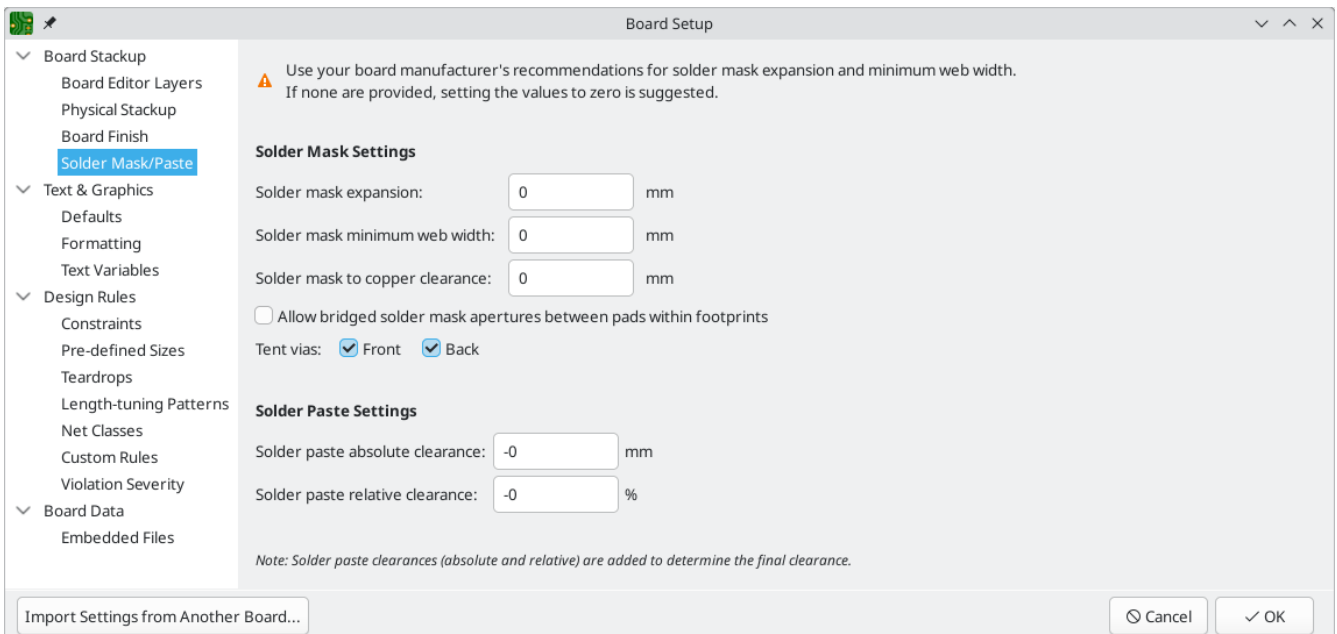 Board Setup
Board Stackup
Board Editor Layers
Physical Stackup
Board Finish
Solder Mask/Paste
Text & Graphics
Defaults
Formatting
Text Variables
Design Rules
Constraints
Pre-defined Sizes
Teardrops
Length-tuning Patterns
Net Classes
Custom Rules
Violation Severity
Board Data
Embedded Files
Use your board manufacturer's recommendations for solder mask expansion and minimum web width.
If none are provided, setting the values to zero is suggested.
Solder Mask Settings
Solder mask expansion: 0 mm
Solder mask minimum web width: 0 mm
Solder mask to copper clearance: 0 mm
Allow bridged solder mask apertures between pads within footprints
Tent vias: Front Back
Solder Paste Settings
Solder paste absolute clearance: -0 mm
Solder paste relative clearance: -0 %
Note: Solder paste clearances (absolute and relative) are added to determine the final clearance.
Import Settings from Another Board... Cancel OK